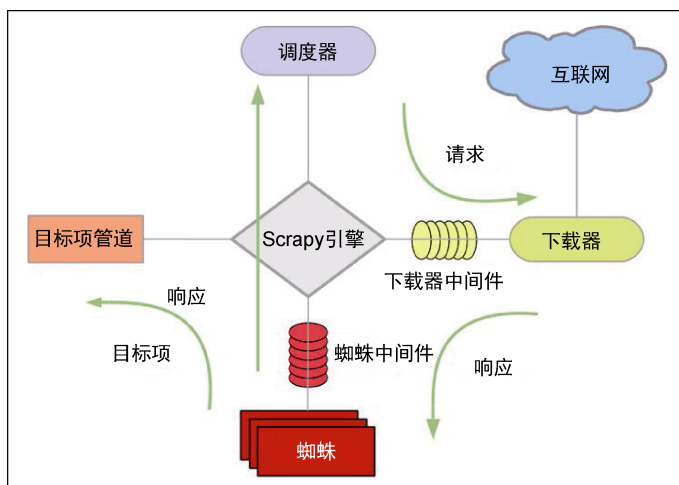 调度器
互联网
请求
目标项管道
Scrapy引擎
下载器
下载器中间件
响应
目标项
蜘蛛中间件
响应
蜘蛛